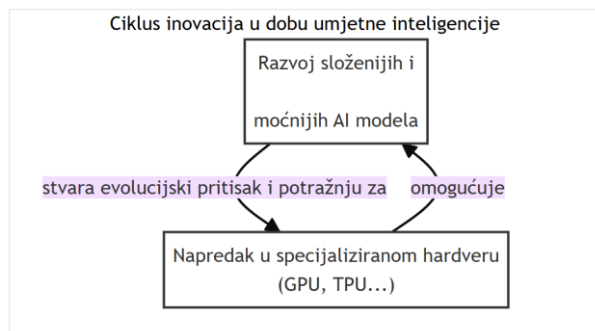 Ciklus inovacija u dobu umjetne inteligencije
Razvoj složenijih i
moćnijih AI modela
stvara evolucijski pritisak i potražnju za
omogućuje
Napredak u specijaliziranom hardveru
(GPU, TPU...)